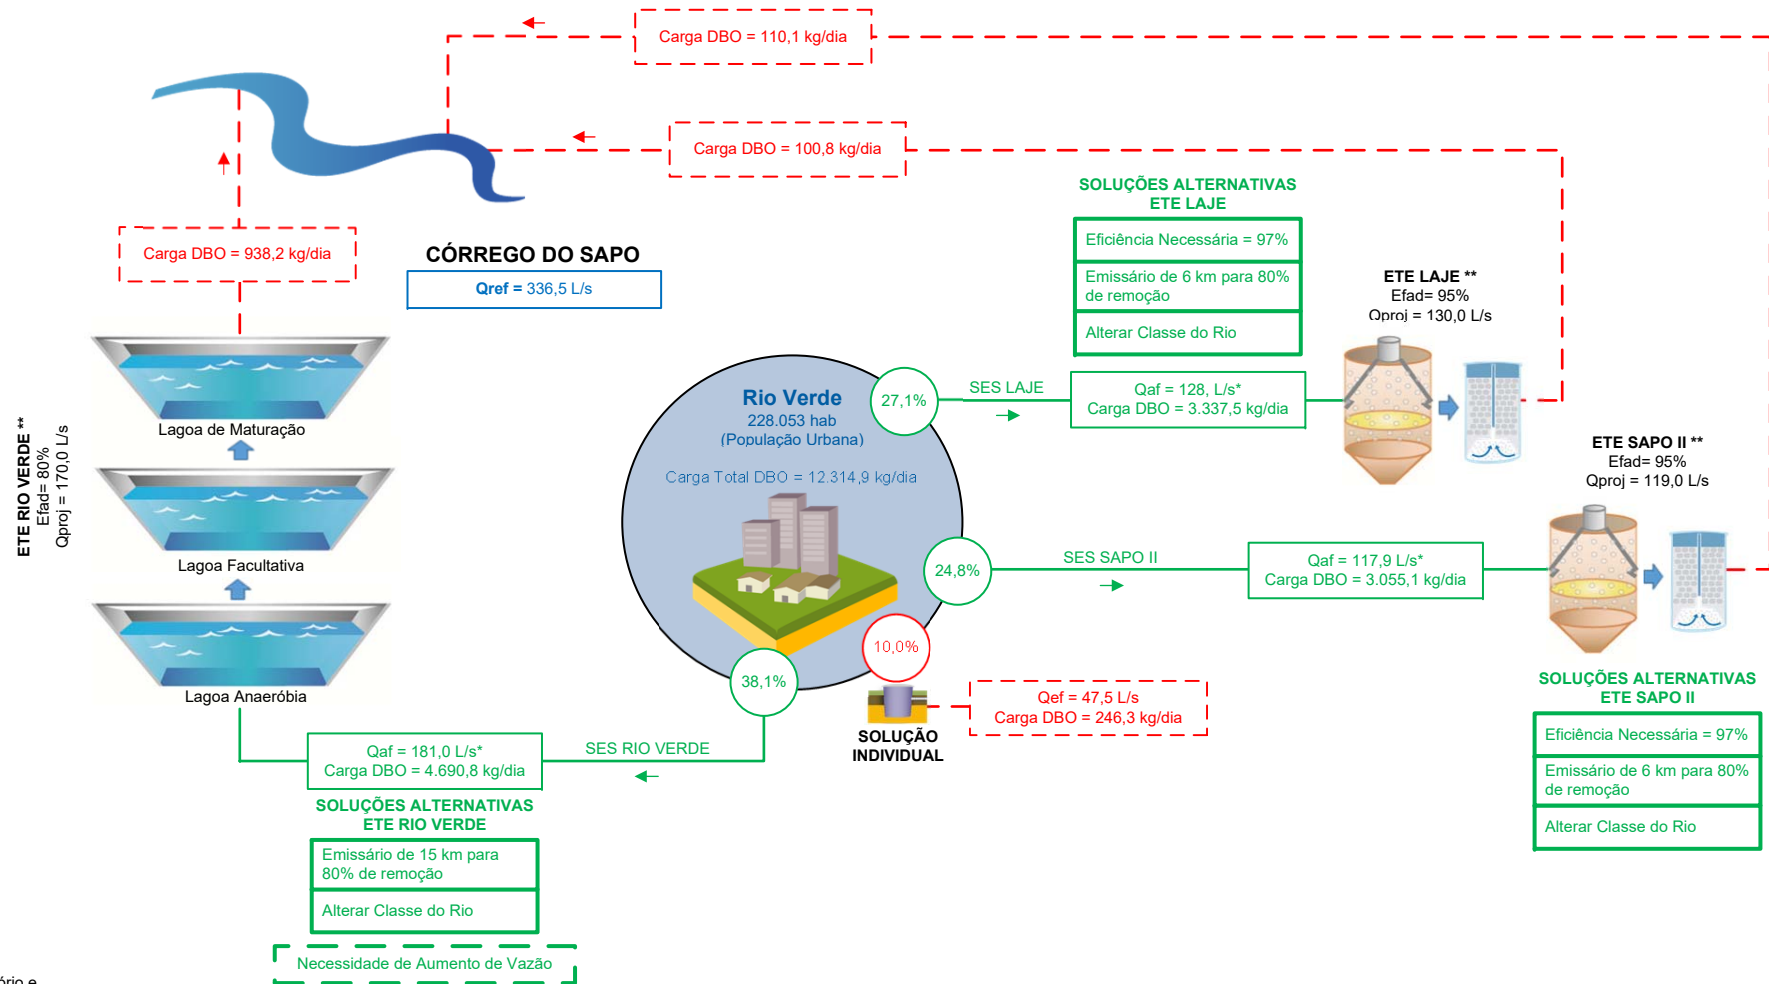 Carga DBO = 110,1 kg/dia
Carga DBO = 100,8 kg/dia
Carga DBO = 938,2 kg/dia
CÓRREGO DO SAPO
Qref = 336,5 L/s
SOLUÇÕES ALTERNATIVAS
ETE LAJE
Eficiência Necessária = 97%
Emissário de 6 km para 80%
de remoção
Alterar Classe do Rio
ETE LAJE **
Efad= 95%
Qproj = 130,0 L/s
Rio Verde
228.053 hab
(População Urbana)
Carga Total DBO = 12.314,9 kg/dia
27,1%
SES LAJE
Qaf = 128, L/s*
Carga DBO = 3.337,5 kg/dia
ETE SAPO II **
Efad= 95%
Qproj = 119,0 L/s
24,8%
SES SAPO II
Qaf = 117,9 L/s*
Carga DBO = 3.055,1 kg/dia
10,0%
38,1%
SOLUÇÃO
INDIVIDUAL
Qef = 47,5 L/s
Carga DBO = 246,3 kg/dia
SOLUÇÕES ALTERNATIVAS
ETE SAPO II
Eficiência Necessária = 97%
Emissário de 6 km para 80%
de remoção
Alterar Classe do Rio
ETE RIO VERDE **
Efad= 80%
Qproj = 170,0 L/s
Lagoa de Maturação
Lagoa Facultativa
Lagoa Anaeróbia
SES RIO VERDE
Qaf = 181,0 L/s*
Carga DBO = 4.690,8 kg/dia
SOLUÇÕES ALTERNATIVAS
ETE RIO VERDE
Emissário de 15 km para
80% de remoção
Alterar Classe do Rio
Necessidade de Aumento de Vazão